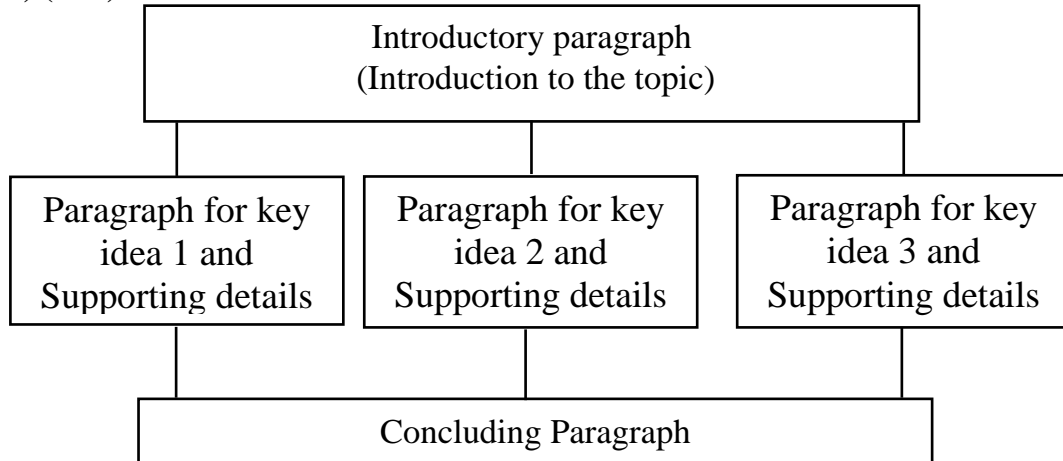 Introductory paragraph
(Introduction to the topic)
Paragraph for key
idea 1 and
Supporting details
Paragraph for key
idea 2 and
Supporting details
Paragraph for key
idea 3 and
Supporting details
Concluding Paragraph